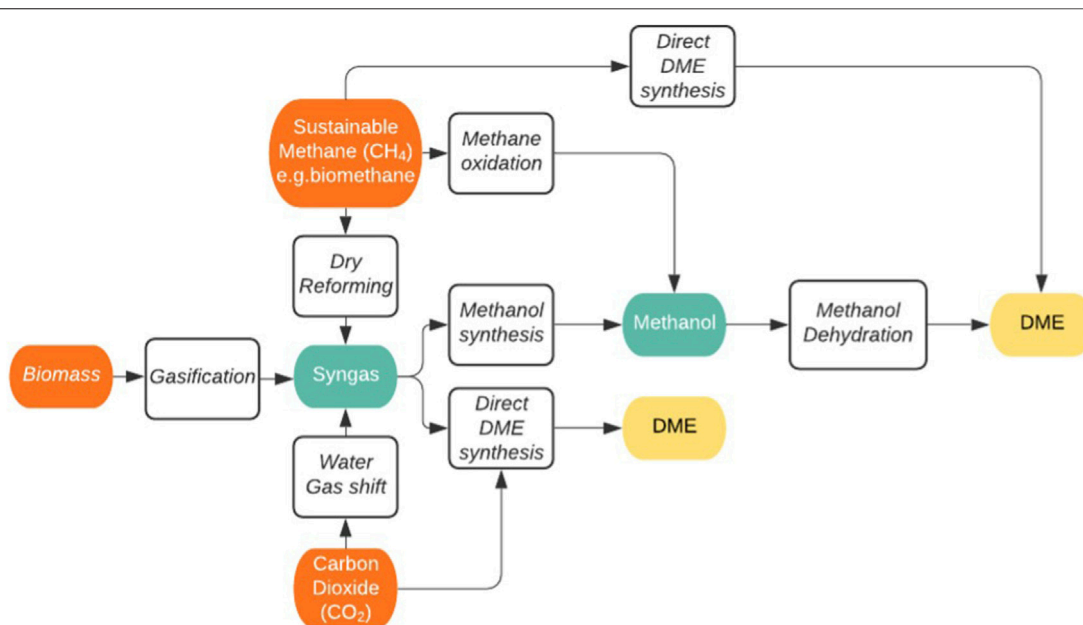 Direct
DME
synthesis
Sustainable
Methane (CH₄)
e.g.biomethane
Methane
oxidation
Dry
Reforming
Methanol
synthesis
Methanol
Methanol
Dehydration
DME
Biomass
Gasification
Syngas
Direct
DME
synthesis
DME
Water
Gas shift
Carbon
Dioxide
(CO₂)